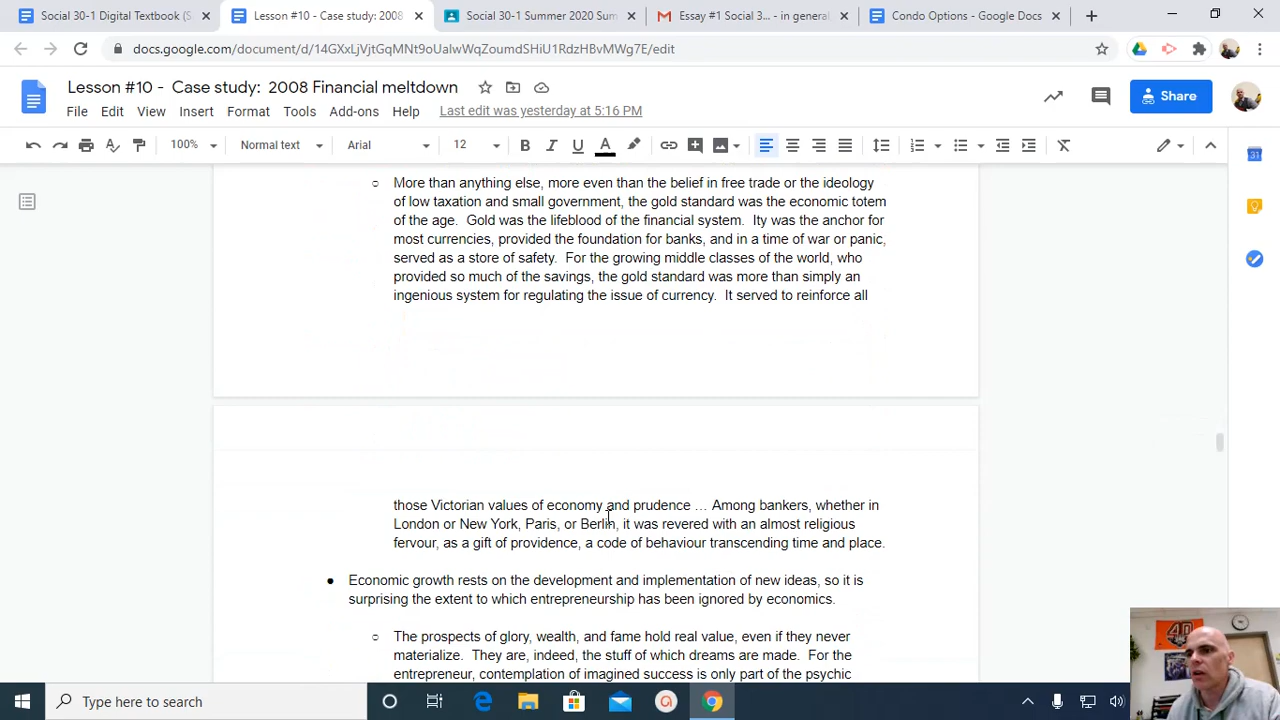 Social 30-1 Digital Textbook
Lesson #10 - Case study: 2008
Social 30-1 Summer 2020 Sum
Essay #1 Social 3... - in general
Condo Options - Google Docs
docs.google.com/document/d/14GXxLjVjtGqMNt9oUalwWqZoumdSHiU1RdzHBvMWg7E/edit
Lesson #10 - Case study: 2008 Financial meltdown
Share
File Edit View Insert Format Tools Add-ons Help Last edit was yesterday at 5:16 PM
100% Normal text Arial 12
31
More than anything else, more even than the belief in free trade or the ideology
of low taxation and small government, the gold standard was the economic totem
of the age. Gold was the lifeblood of the financial system. Ity was the anchor for
most currencies, provided the foundation for banks, and in a time of war or panic,
served as a store of safety. For the growing middle classes of the world, who
provided so much of the savings, the gold standard was more than simply an
ingenious system for regulating the issue of currency. It served to reinforce all
those Victorian values of economy and prudence ... Among bankers, whether in
London or New York, Paris, or Berlin, it was revered with an almost religious
fervour, as a gift of providence, a code of behaviour transcending time and place.
Economic growth rests on the development and implementation of new ideas, so it is
surprising the extent to which entrepreneurship has been ignored by economics.
The prospects of glory, wealth, and fame hold real value, even if they never
materialize. They are, indeed, the stuff of which dreams are made. For the
entrepreneur, contemplation of imagined success is only part of the psychic
Type here to search